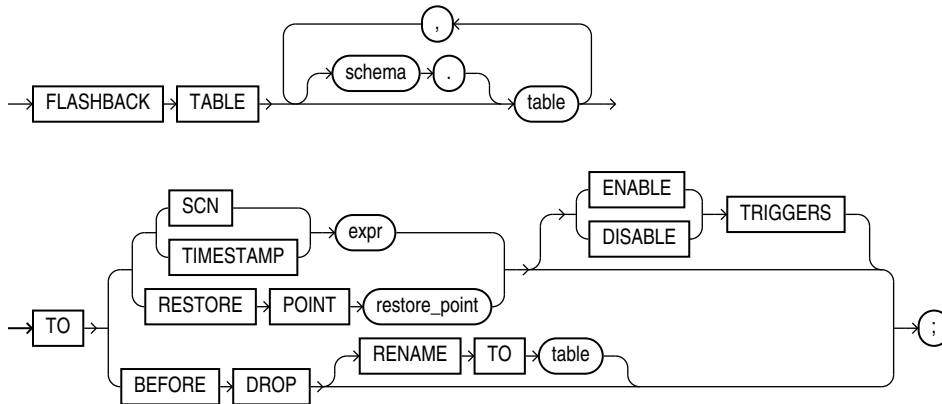 ,
schema .
FLASHBACK TABLE table
SCN ENABLE
expr TRIGGERS
TIMESTAMP DISABLE
RESTORE POINT restore_point
TO ;
RENAME TO table
BEFORE DROP